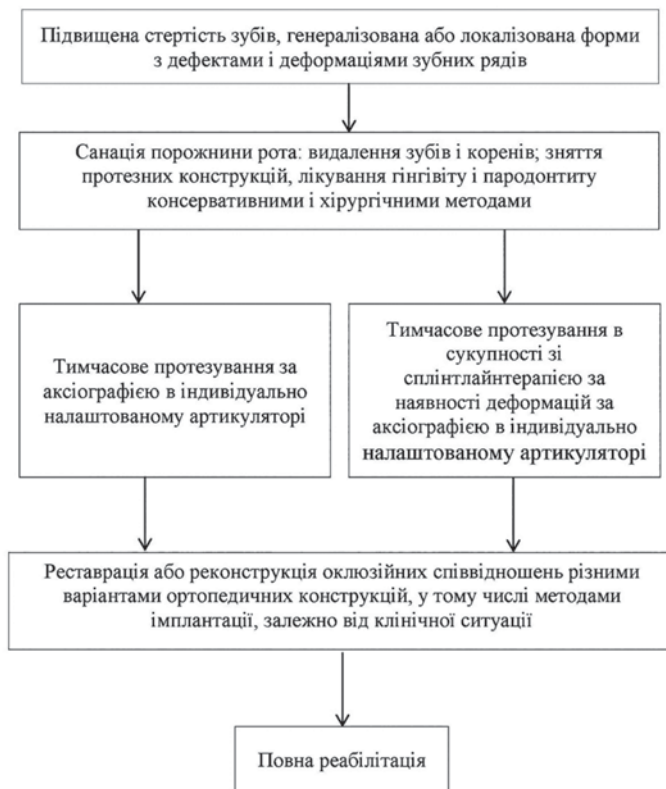 Підвищена стертість зубів, генералізована або локалізована форми
з дефектами і деформаціями зубних рядів
Санація порожнини рота: видалення зубів і коренів; зняття
протезних конструкцій, лікування гінгівіту і пародонтиту
консервативними і хірургічними методами
Тимчасове протезування за
аксіографією в індивідуально
налаштованому артикуляторі
Тимчасове протезування в
сукупності зі
сплінтлайнтерапією за
наявності деформацій за
аксіографією в індивідуально
налаштованому артикуляторі
Реставрація або реконструкція оклюзійних співвідношень різними
варіантами ортопедичних конструкцій, у тому числі методами
імплантації, залежно від клінічної ситуації
Повна реабілітація